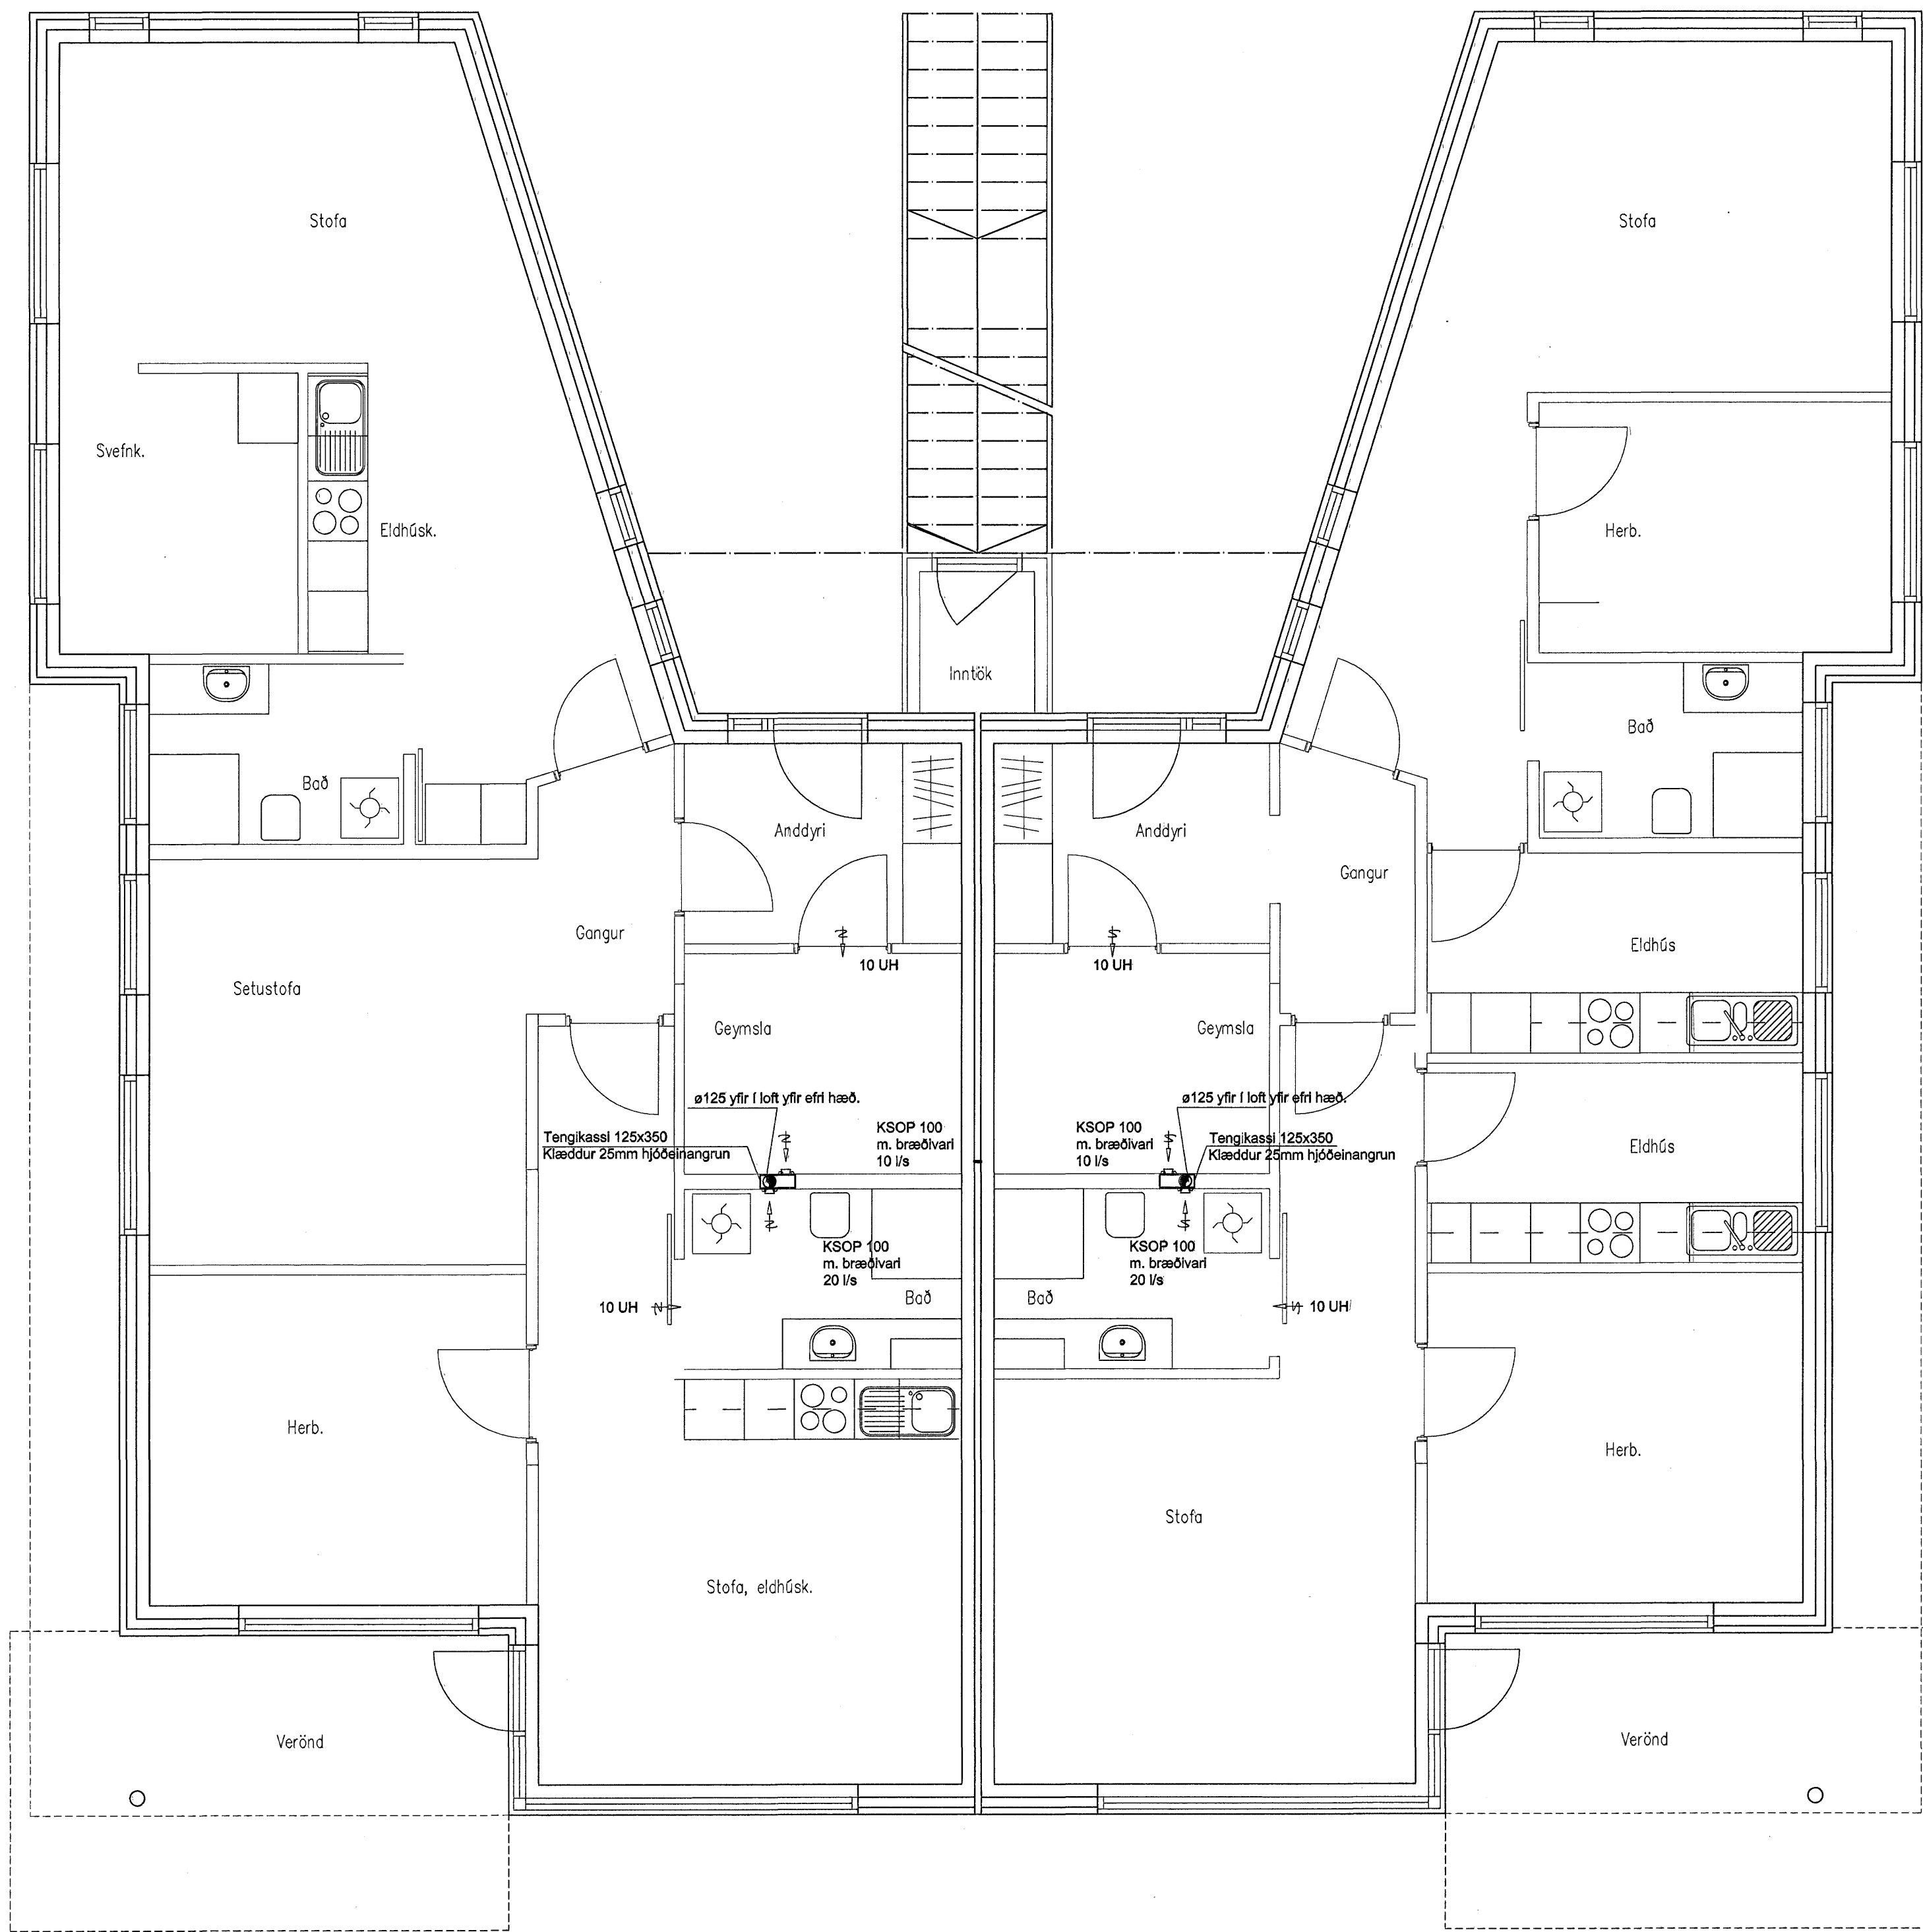 Stofa
Stofa
Svefnk.
Eldhúsk.
Herb.
Inntök
Bað
Bað
Anddyri
Anddyri
Gangur
Gangur
Eldhús
10 UH
10 UH
Setustofa
Geymsla
Geymsla
ø125 yfir í loft yfir efri hæð.
ø125 yfir í loft yfir efri hæð.
KSOP 100
m. bræðivari
10 l/s
KSOP 100
m. bræðivari
10 l/s
Tengikassi 125x350
Klæddur 25mm hjóðeinangrun
Tengikassi 125x350
Klæddur 25mm hjóðeinangrun
Eldhús
KSOP 100
m. bræðivari
20 l/s
KSOP 100
m. bræðivari
20 l/s
Bað
Bað
10 UH
10 UH
Herb.
Herb.
Stofa
Stofa, eldhúsk.
Verönd
Verönd